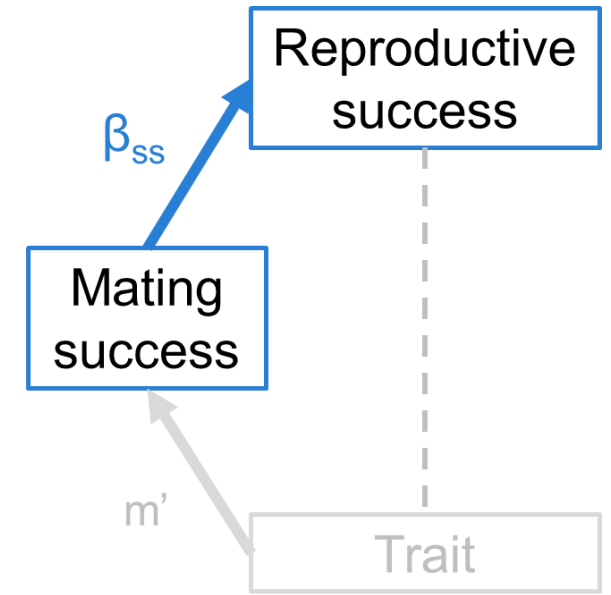 Reproductive
success
βss
Mating
success
m’
Trait